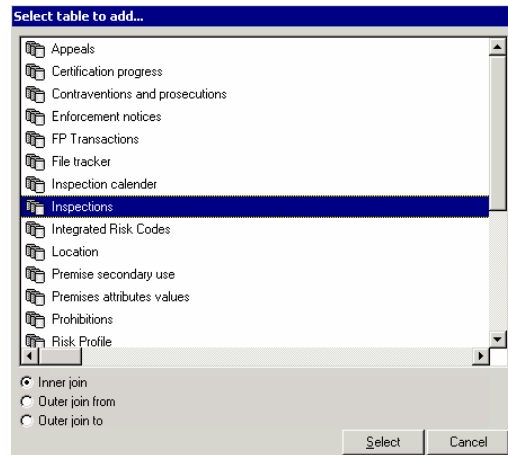 Select table to add...
Appeals
Certification progress
Contraventions and prosecutions
Enforcement notices
FP Transactions
File tracker
Inspection calender
Inspections
Integrated Risk Codes
Location
Premise secondary use
Premises attributes values
Prohibitions
Risk Profile
Inner join
Outer join from
Outer join to
Select
Cancel